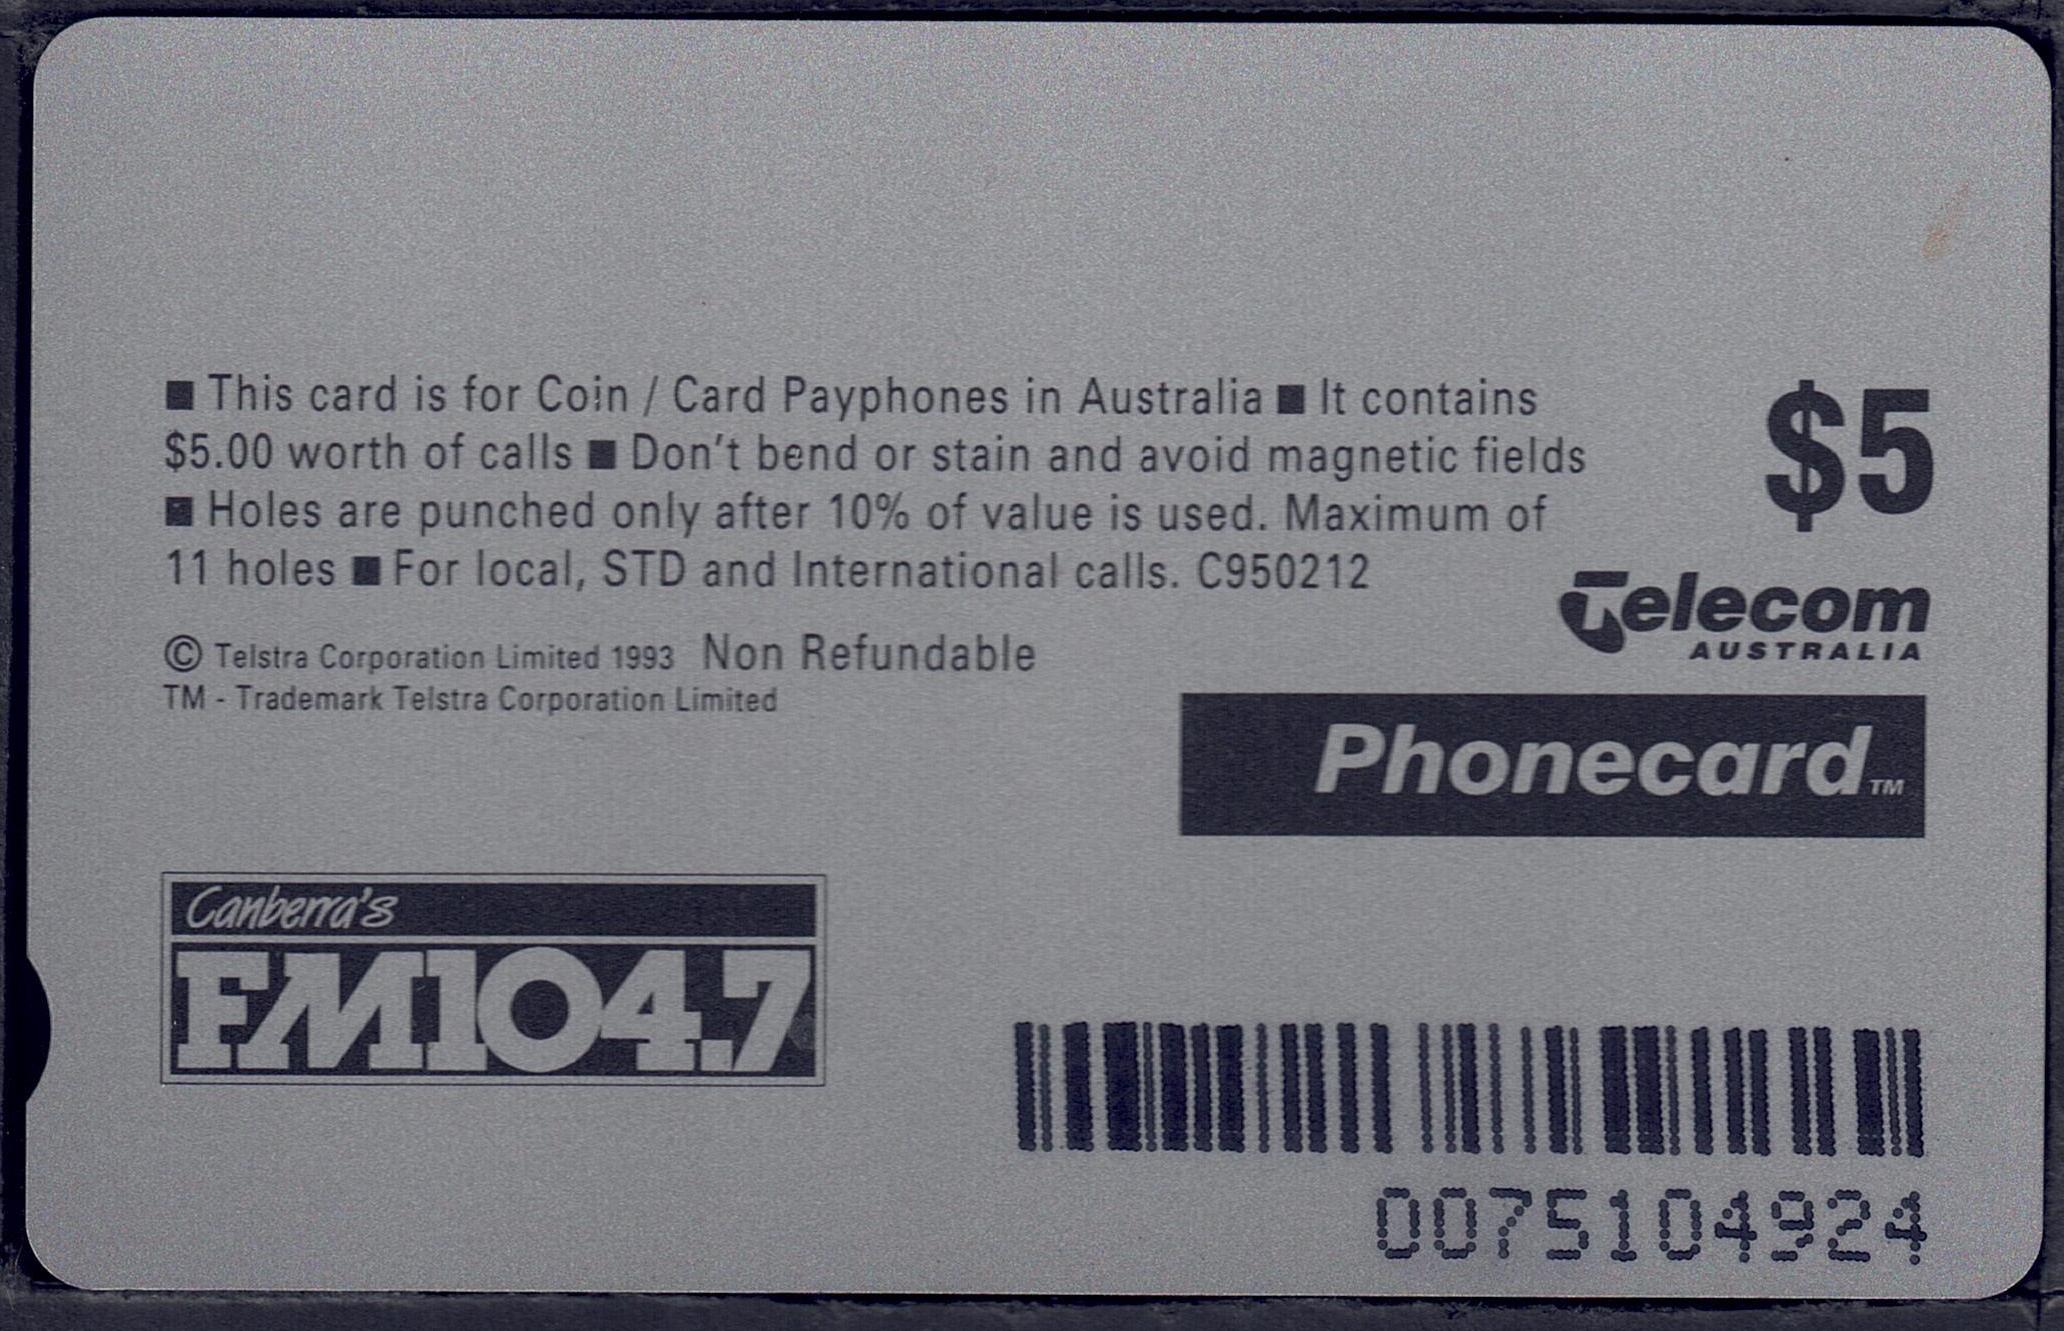 ■ This card is for Coin / Card Payphones in Australia ■ It contains
$5.00 worth of calls ■ Don't bend or stain and avoid magnetic fields
■ Holes are punched only after 10% of value is used. Maximum of
11 holes ■ For local, STD and International calls. C950212
© Telstra Corporation Limited 1993 Non Refundable
TM - Trademark Telstra Corporation Limited
$5
Telecom
AUSTRALIA
Phonecard™
Canberra's
FM104.7
0075104924